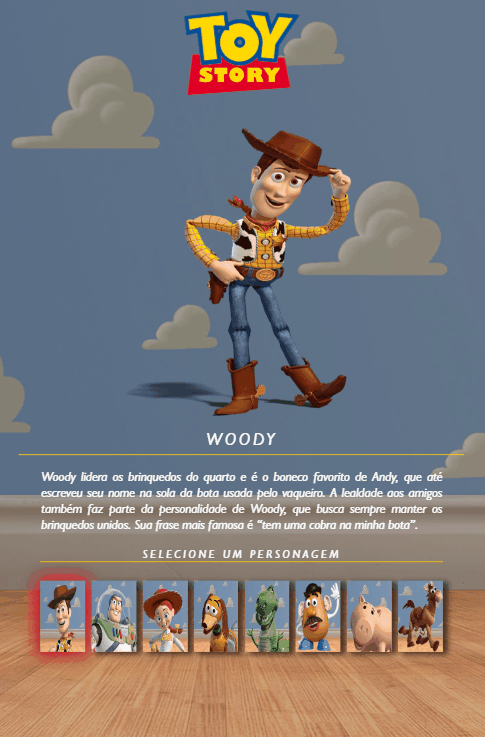 TOY
STORY
WOODY
Woody lidera os brinquedos do quarto e é o boneco favorito de Andy, que até
escreveu seu nome na sola da bota usada pelo vaqueiro. A lealdade aos amigos
também faz parte da personalidade de Woody, que busca sempre manter os
brinquedos unidos. Sua frase mais famosa é “tem uma cobra na minha bota”.
SELECIONE UM PERSONAGEM